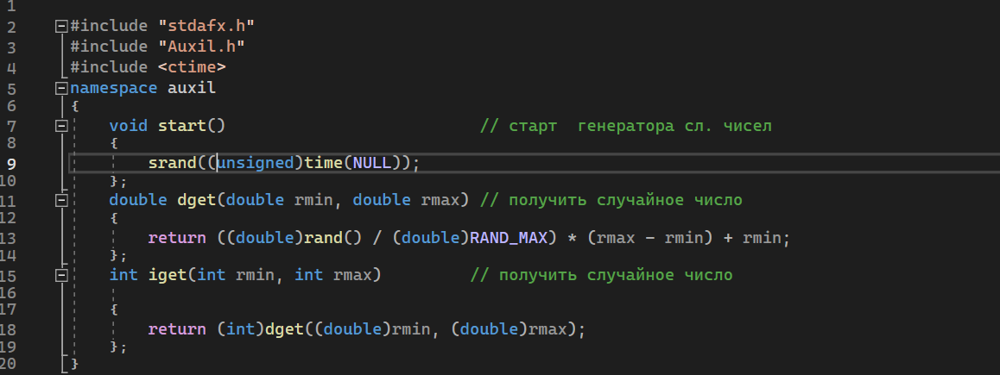 1
2 #include "stdafx.h"
3 #include "Auxil.h"
4 #include <ctime>
5 namespace auxil
6 {
7 void start() // старт  генератора сл. чисел
8 {
9 srand((unsigned)time(NULL));
10 };
11 double dget(double rmin, double rmax) // получить случайное число
12 {
13 return ((double)rand() / (double)RAND_MAX) * (rmax - rmin) + rmin;
14 };
15 int iget(int rmin, int rmax) // получить случайное число
16
17 {
18 return (int)dget((double)rmin, (double)rmax);
19 };
20 }